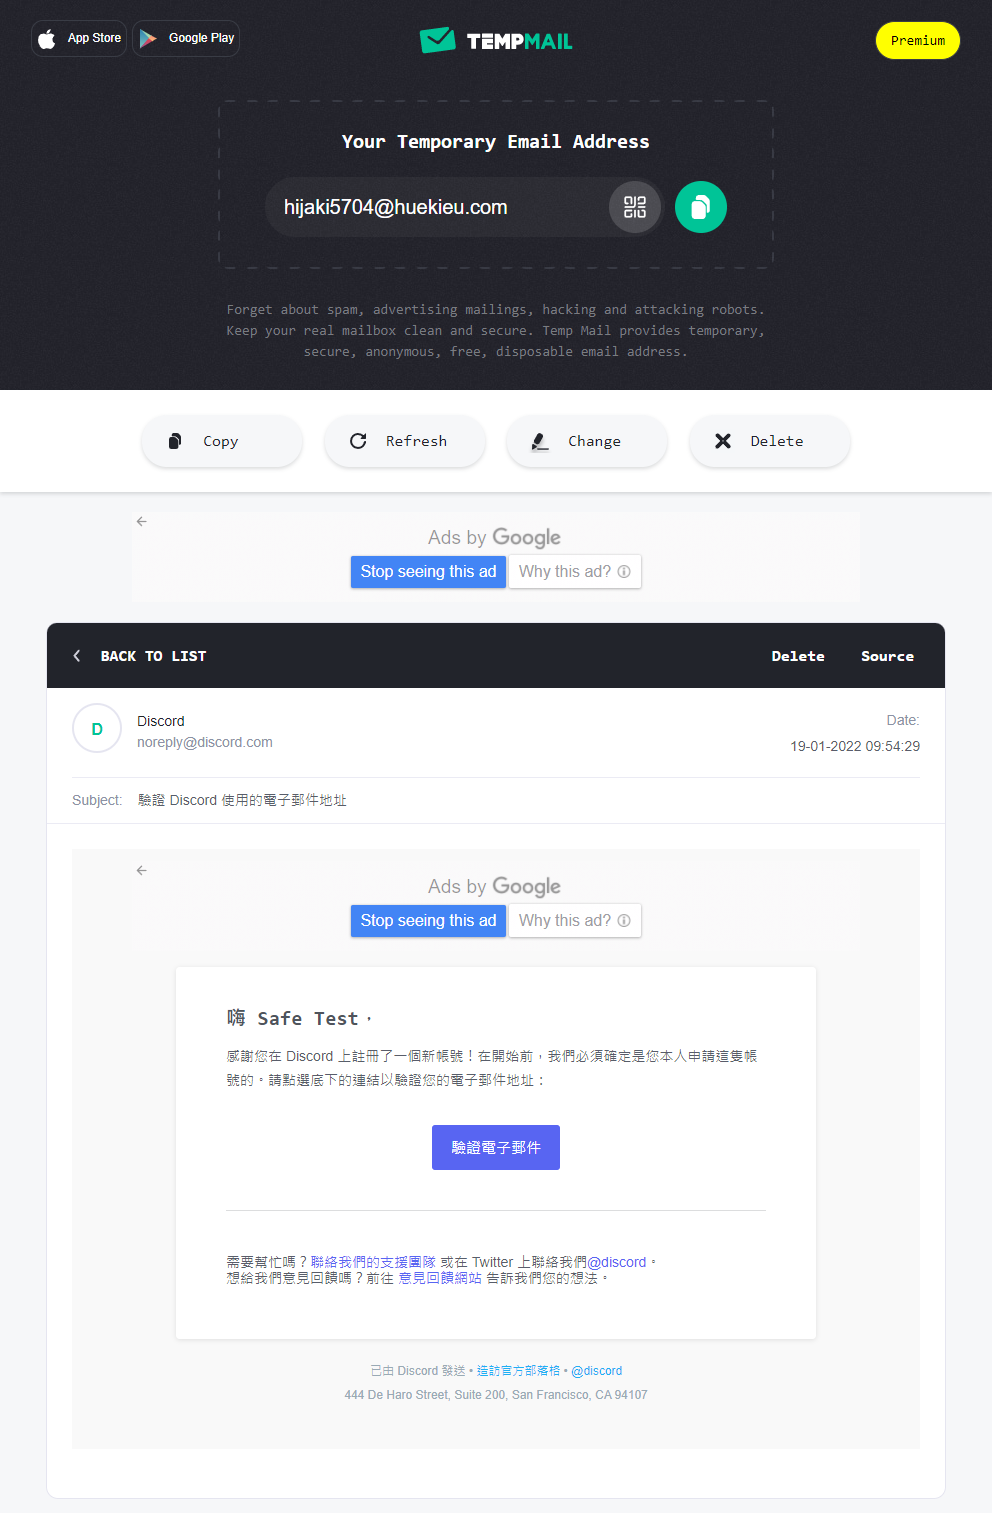 App Store
Google Play
TEMPMAIL
Premium
Your Temporary Email Address
hijaki5704@huekieu.com
Forget about spam, advertising mailings, hacking and attacking robots.
Keep your real mailbox clean and secure. Temp Mail provides temporary,
secure, anonymous, free, disposable email address.
Copy
Refresh
Change
Delete
Ads by Google
Stop seeing this ad
Why this ad?
BACK TO LIST
Delete
Source
D
Discord
noreply@discord.com
Date:
19-01-2022 09:54:29
Subject: 驗證 Discord 使用的電子郵件地址
Ads by Google
Stop seeing this ad
Why this ad?
嗨 Safe Test，
感謝您在 Discord 上註冊了一個新帳號！在開始前，我們必須確定是您本人申請這隻帳
號的。請點選底下的連結以驗證您的電子郵件地址：
驗證電子郵件
需要幫忙嗎？聯絡我們的支援團隊 或在 Twitter 上聯絡我們@discord。
想給我們意見回饋嗎？前往 意見回饋網站 告訴我們您的想法。
已由 Discord 發送 • 造訪官方部落格 • @discord
444 De Haro Street, Suite 200, San Francisco, CA 94107